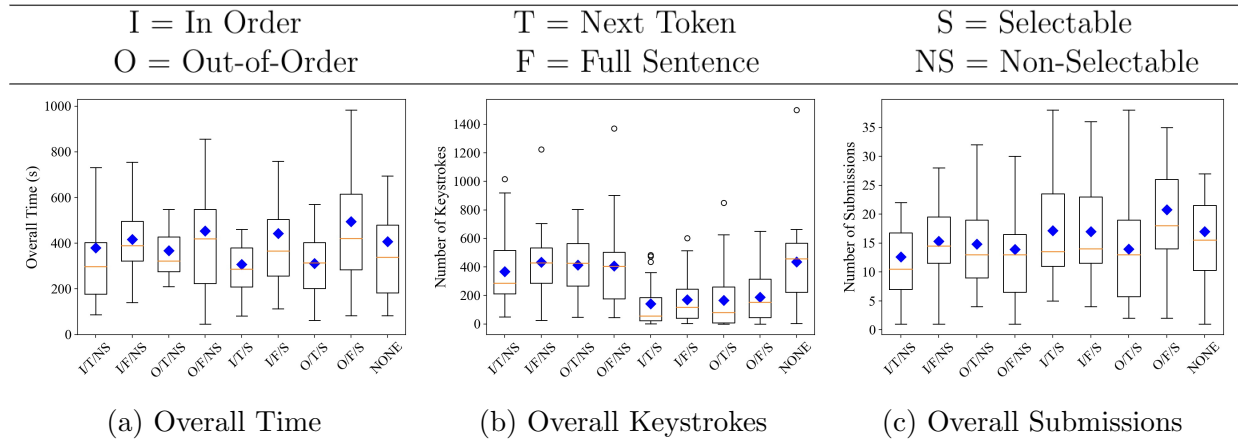 I = In Order T = Next Token S = Selectable
O = Out-of-Order F = Full Sentence NS = Non-Selectable
Overall Time (s)
1000
800
600
400
200
0
I/T/NS I/F/NS O/T/NS O/F/NS I/T/S I/F/S O/T/S O/F/S NONE
(a) Overall Time
Number of Keystrokes
1400
1200
1000
800
600
400
200
0
I/T/NS I/F/NS O/T/NS O/F/NS I/T/S I/F/S O/T/S O/F/S NONE
(b) Overall Keystrokes
Number of Submissions
35
30
25
20
15
10
5
0
I/T/NS I/F/NS O/T/NS O/F/NS I/T/S I/F/S O/T/S O/F/S NONE
(c) Overall Submissions